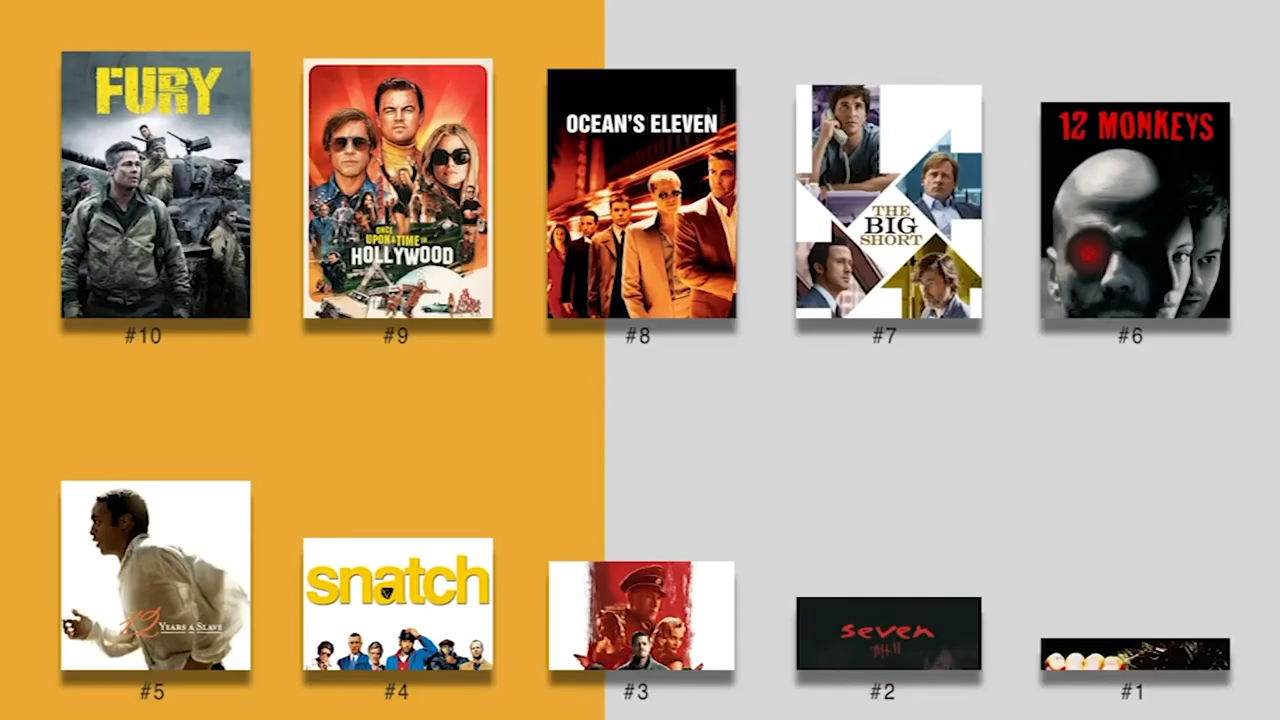 FURY
ONCE
UPON A TIME IN
HOLLYWOOD
OCEAN'S ELEVEN
THE
BIG
SHORT
12 MONKEYS
#10
#9
#8
#7
#6
12 YEARS A SLAVE
snatch
seven
#5
#4
#3
#2
#1